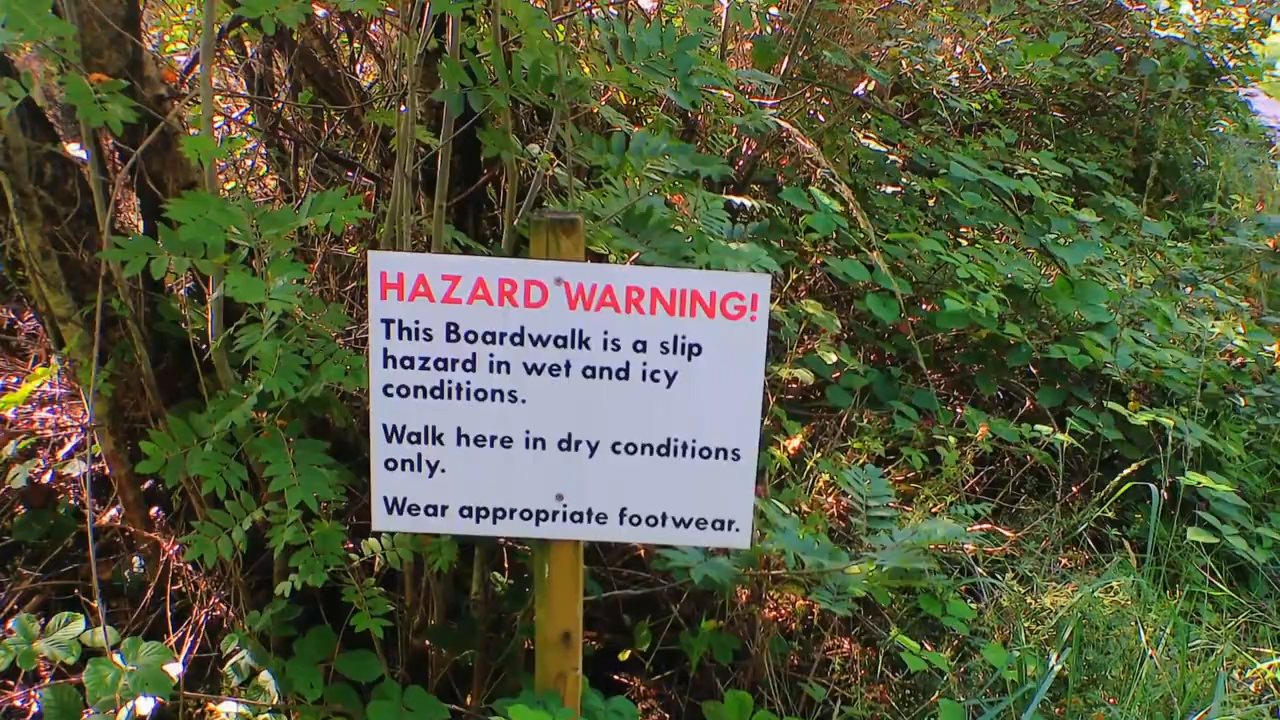 HAZARD WARNING!
This Boardwalk is a slip
hazard in wet and icy
conditions.
Walk here in dry conditions
only.
Wear appropriate footwear.